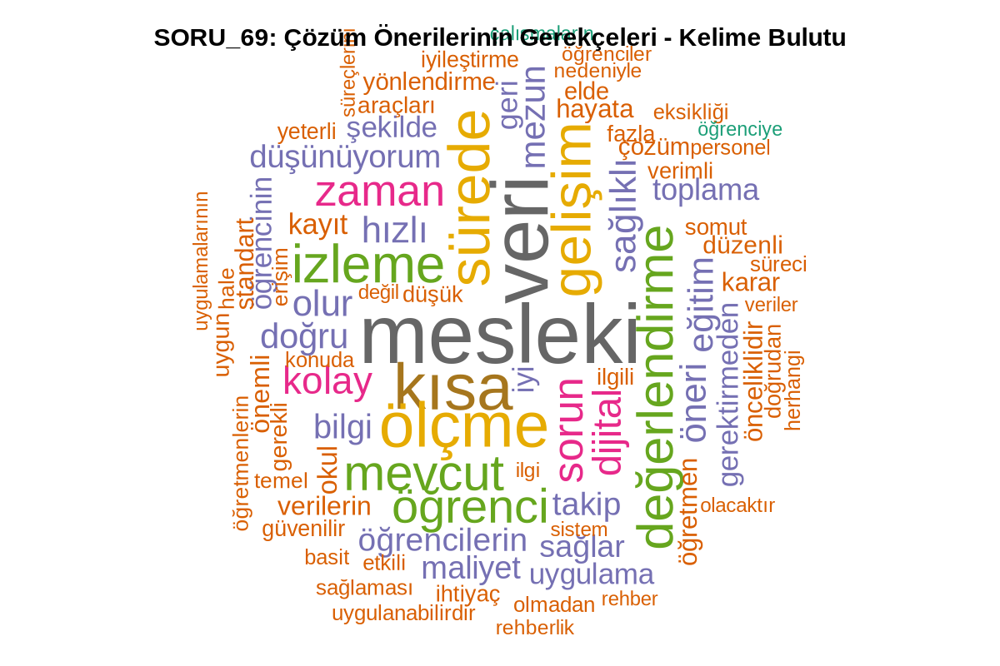 SORU_69: Çözüm Önerilerinin Gerekçeleri - Kelime Bulutu
çalışmaların
süreçlerini
iyileştirme
öğrenciler
nedeniyle
yönlendirme
geri
mezun
elde
araçları
hayata
eksikliği
yeterli
şekilde
fazla
öğrenciye
düşünüyorum
sürede
veri
gelişim
çözüm
personel
sağlıklı
verimli
zaman
toplama
uygulamalarının
standart
öğrencinin
kayıt
hızlı
somut
düzenli
hale
erişim
izleme
süreci
karar
değil
düşük
değerlendirme
eğitim
veriler
olur
uygun
doğru
mesleki
gerektirmeden
önceliklidir
doğrudan
herhangi
konuda
önemli
kolay
kısa
iyi
ilgili
öneri
öğretmenlerin
gerekli
bilgi
ölçme
sorun
dijital
okul
mevcut
ilgi
temel
öğretmen
verilerin
öğrenci
takip
olacaktır
güvenilir
sistem
öğrencilerin
sağlar
basit
etkili
maliyet
uygulama
sağlaması
ihtiyaç
olmadan
rehber
uygulanabilirdir
rehberlik